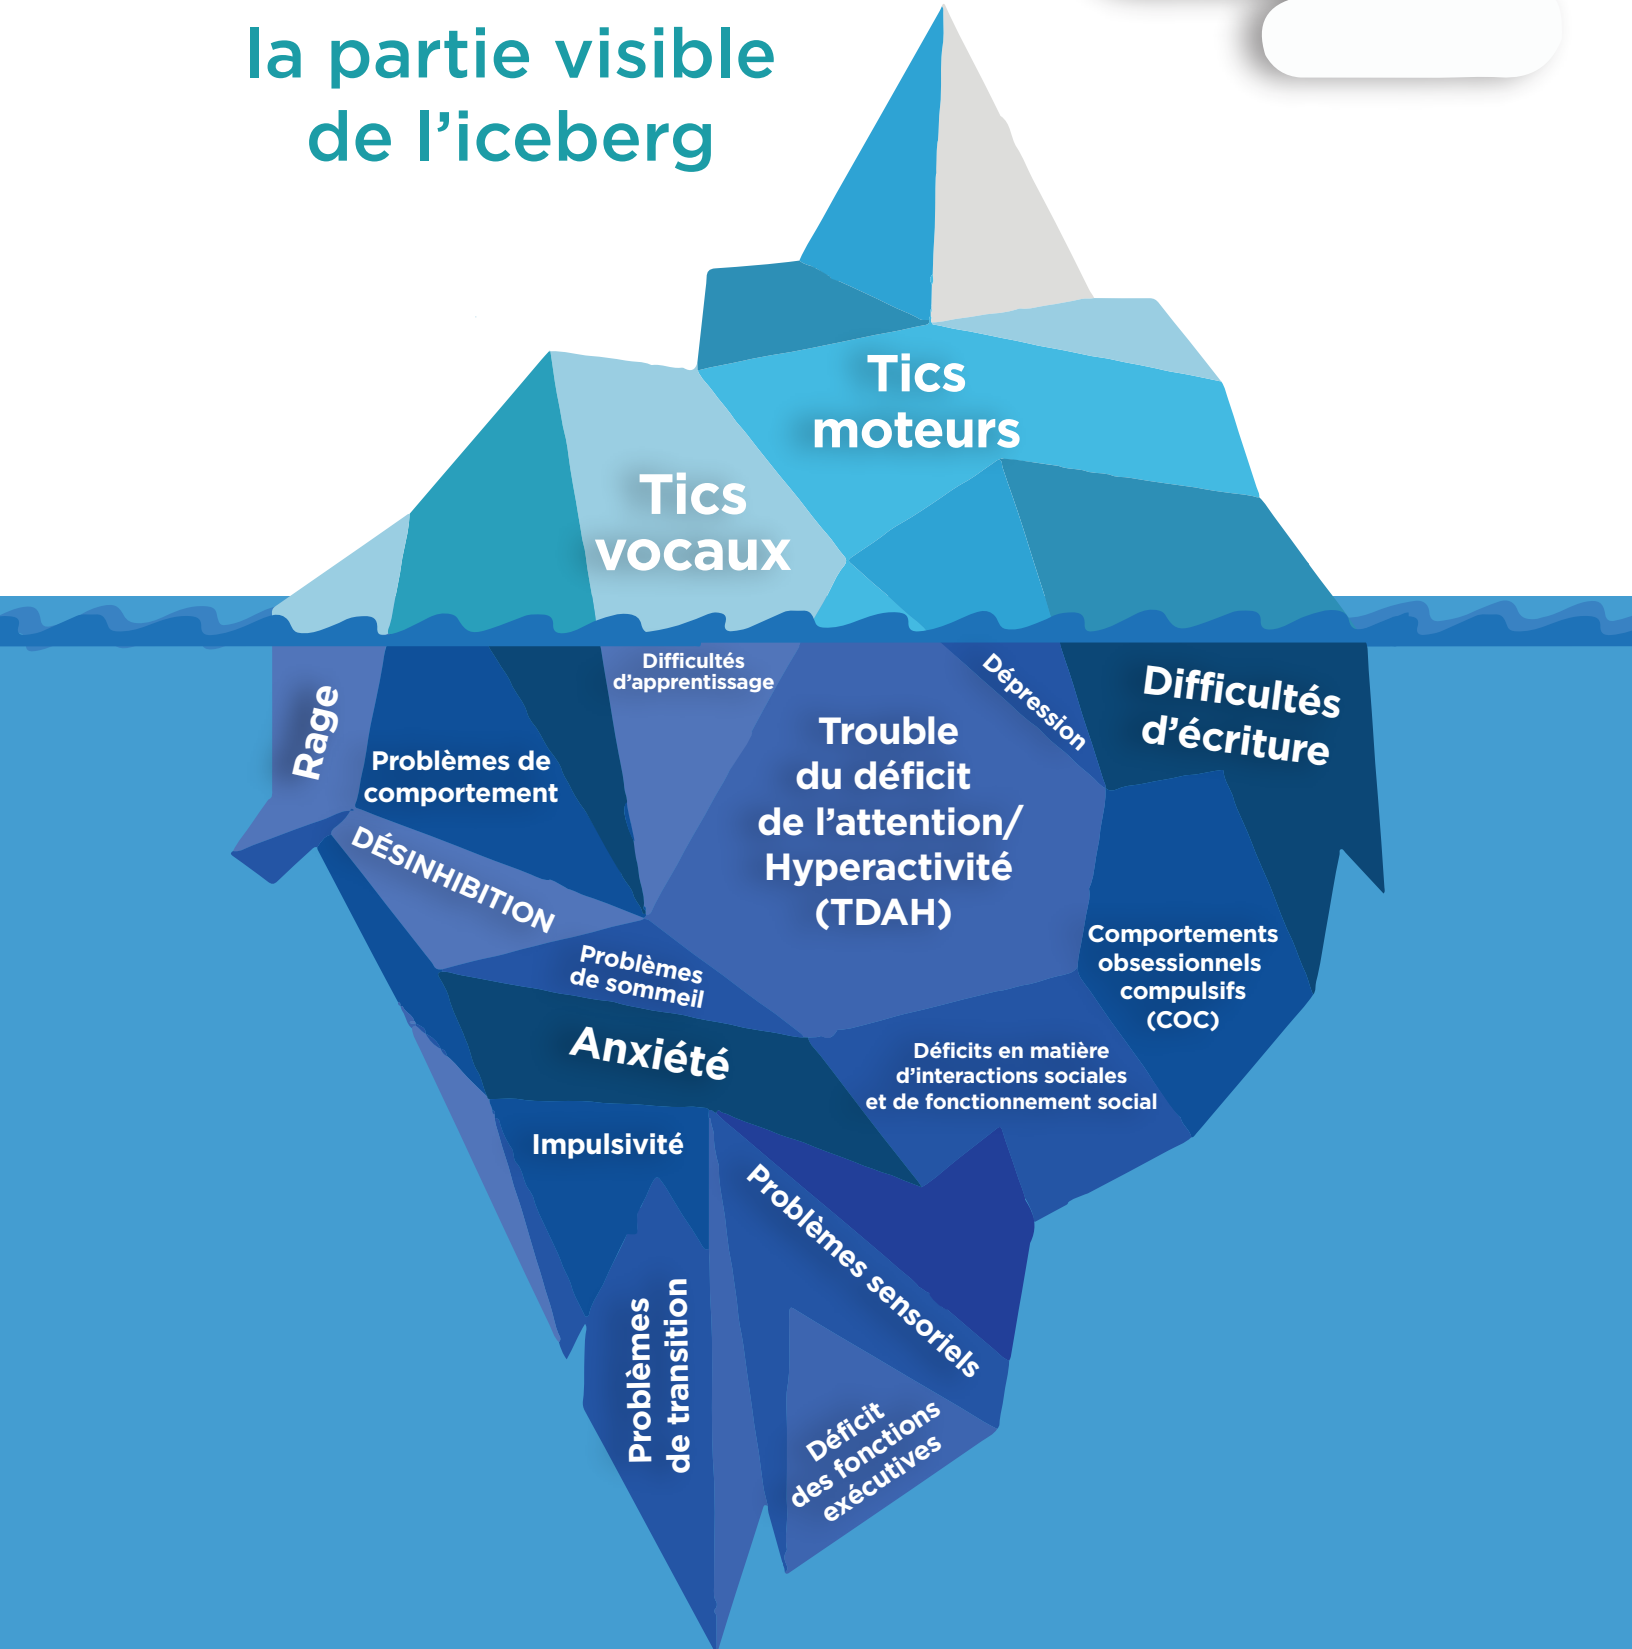 la partie visible
de l’iceberg
Tics
moteurs
Tics
vocaux
Difficultés
d’apprentissage
Dépression
Difficultés
d’écriture
Rage
Problèmes de
comportement
Trouble
du déficit
de l’attention/
Hyperactivité
(TDAH)
DÉSINHIBITION
Problèmes
de sommeil
Comportements
obsessionnels
compulsifs
(COC)
Anxiété
Déficits en matière
d’interactions sociales
et de fonctionnement social
Impulsivité
Problèmes sensoriels
Problèmes
de transition
Déficit
des fonctions
exécutives